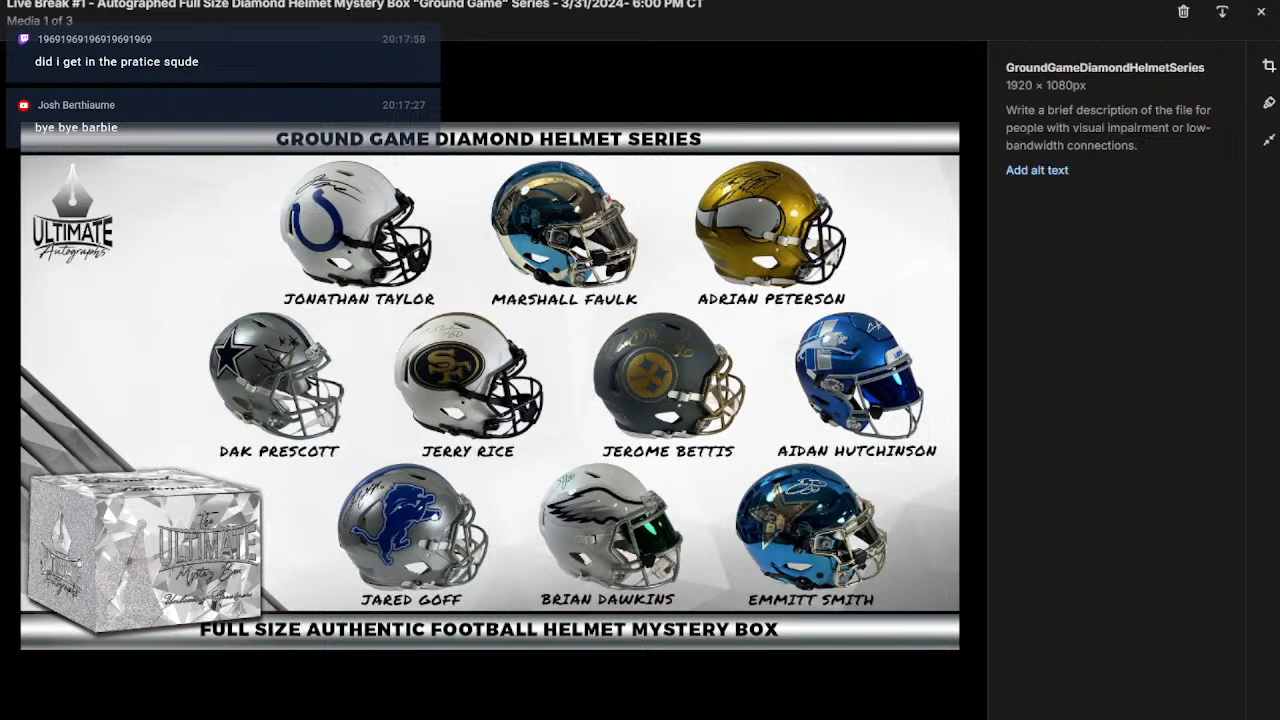 Live Break #1 - Autographed Full Size Diamond Helmet Mystery Box "Ground Game" Series - 3/31/2024- 6:00 PM CT
Media 1 of 3
19691969196919691969 20:17:58
did i get in the pratice squde
Josh Berthiaume 20:17:27
bye bye barbie
GroundGameDiamondHelmetSeries
1920 × 1080px
Write a brief description of the file for
people with visual impairment or low-
bandwidth connections.
Add alt text
GROUND GAME DIAMOND HELMET SERIES
ULTIMATE
Autographs
JONATHAN TAYLOR MARSHALL FAULK ADRIAN PETERSON
DAK PRESCOTT JERRY RICE JEROME BETTIS AIDAN HUTCHINSON
JARED GOFF BRIAN DAWKINS EMMITT SMITH
The
ULTIMATE
Mystery Box
FULL SIZE AUTHENTIC FOOTBALL HELMET MYSTERY BOX